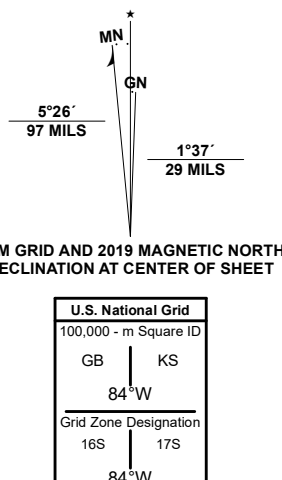 ★
MN
GN
5°26´
97 MILS
1°37´
29 MILS
M GRID AND 2019 MAGNETIC NORTH
ECLINATION AT CENTER OF SHEET
U.S. National Grid
100,000 - m Square ID
GB KS
84°W
Grid Zone Designation
16S 17S
84°W